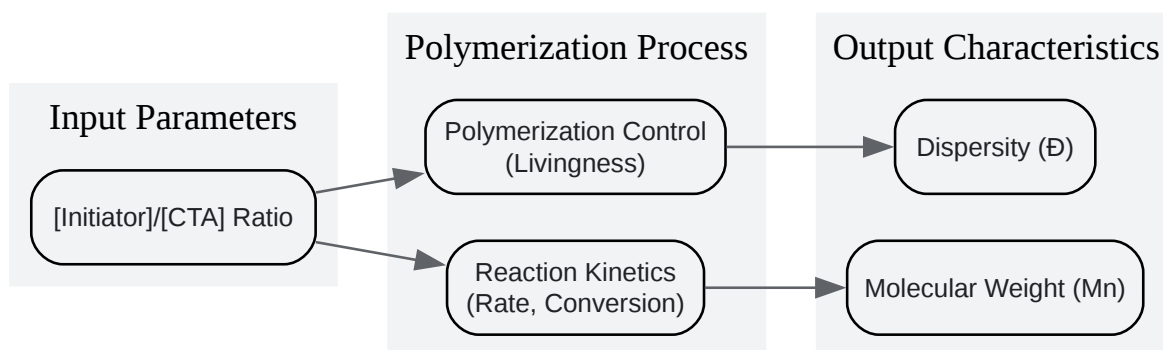 Input Parameters
[Initiator]/[CTA] Ratio
Polymerization Process
Polymerization Control
(Livingness)
Reaction Kinetics
(Rate, Conversion)
Output Characteristics
Dispersity (Đ)
Molecular Weight (Mn)